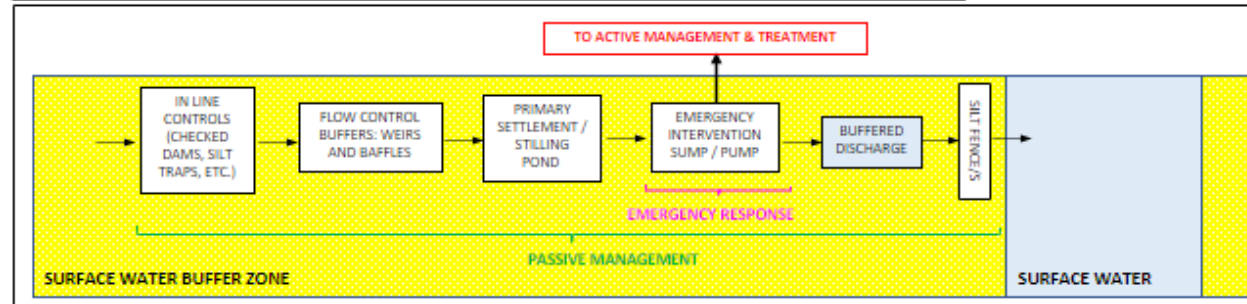 TO ACTIVE MANAGEMENT & TREATMENT
IN LINE
CONTROLS
(CHECKED
DAMS, SILT
TRAPS, ETC.)
FLOW CONTROL
BUFFERS: WEIRS
AND BAFFLES
PRIMARY
SETTLEMENT /
STILLING
POND
EMERGENCY
INTERVENTION
SUMP / PUMP
BUFFERED
DISCHARGE
SILT FENCE/S
EMERGENCY RESPONSE
PASSIVE MANAGEMENT
SURFACE WATER BUFFER ZONE
SURFACE WATER